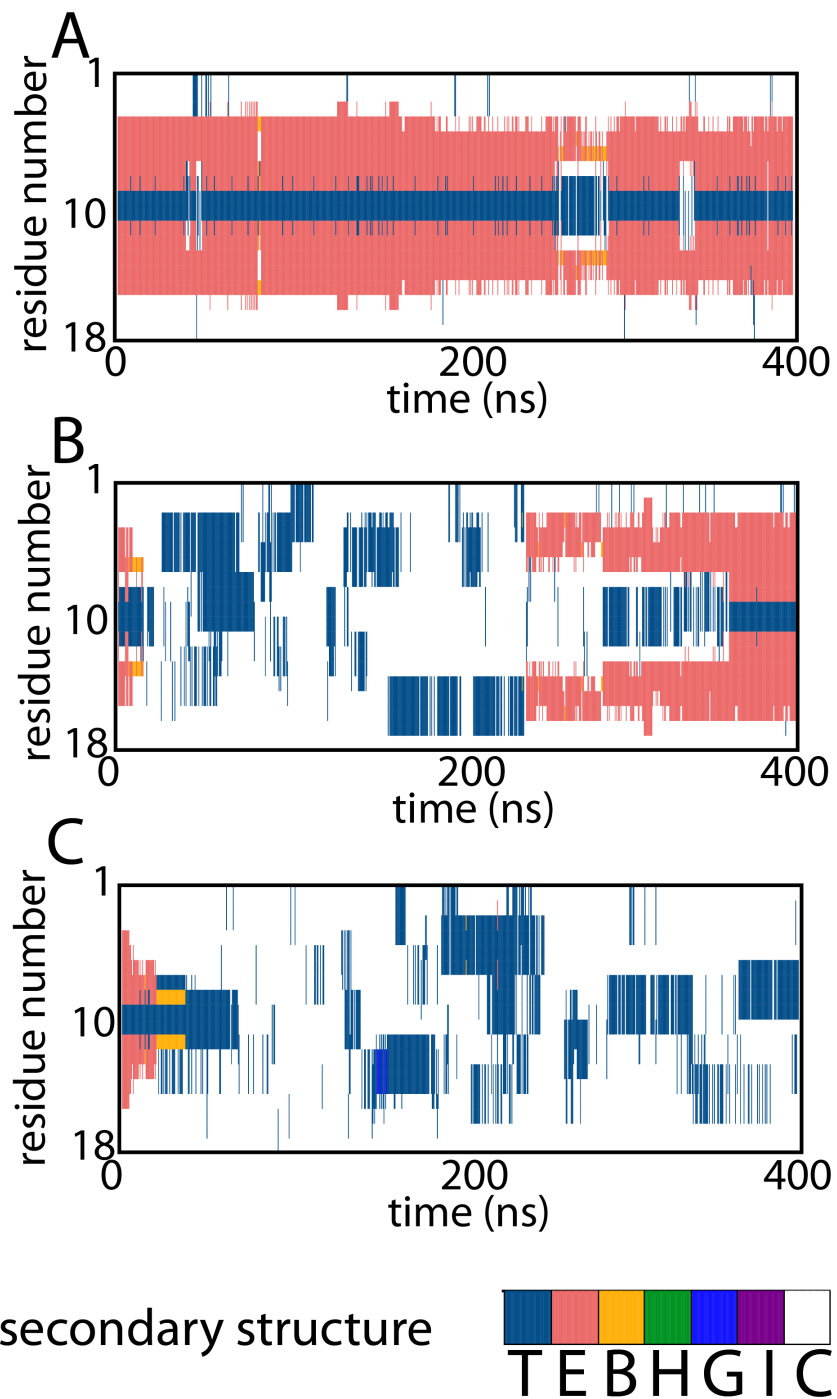 A
1
residue number
10
18
0 200 400
time (ns)
B
1
residue number
10
18
0 200 400
time (ns)
C
1
residue number
10
18
0 200 400
time (ns)
secondary structure
T E B H G I C